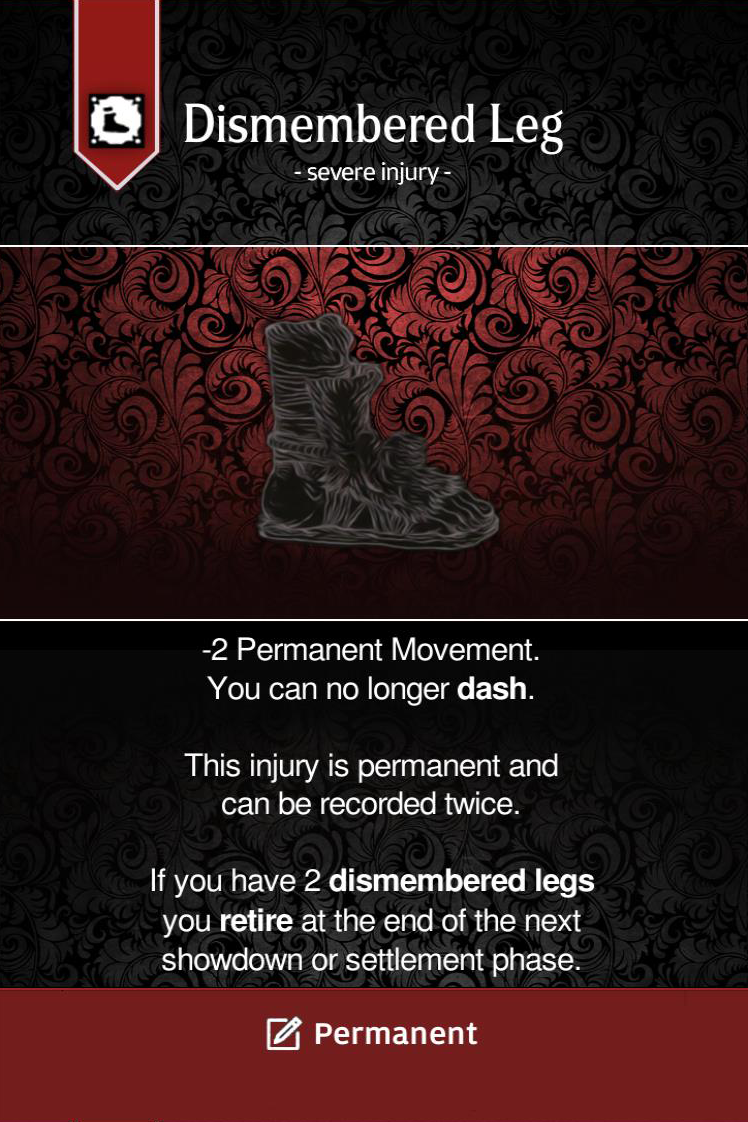 Dismembered Leg
- severe injury -
-2 Permanent Movement.
You can no longer dash.
This injury is permanent and
can be recorded twice.
If you have 2 dismembered legs
you retire at the end of the next
showdown or settlement phase.
Permanent